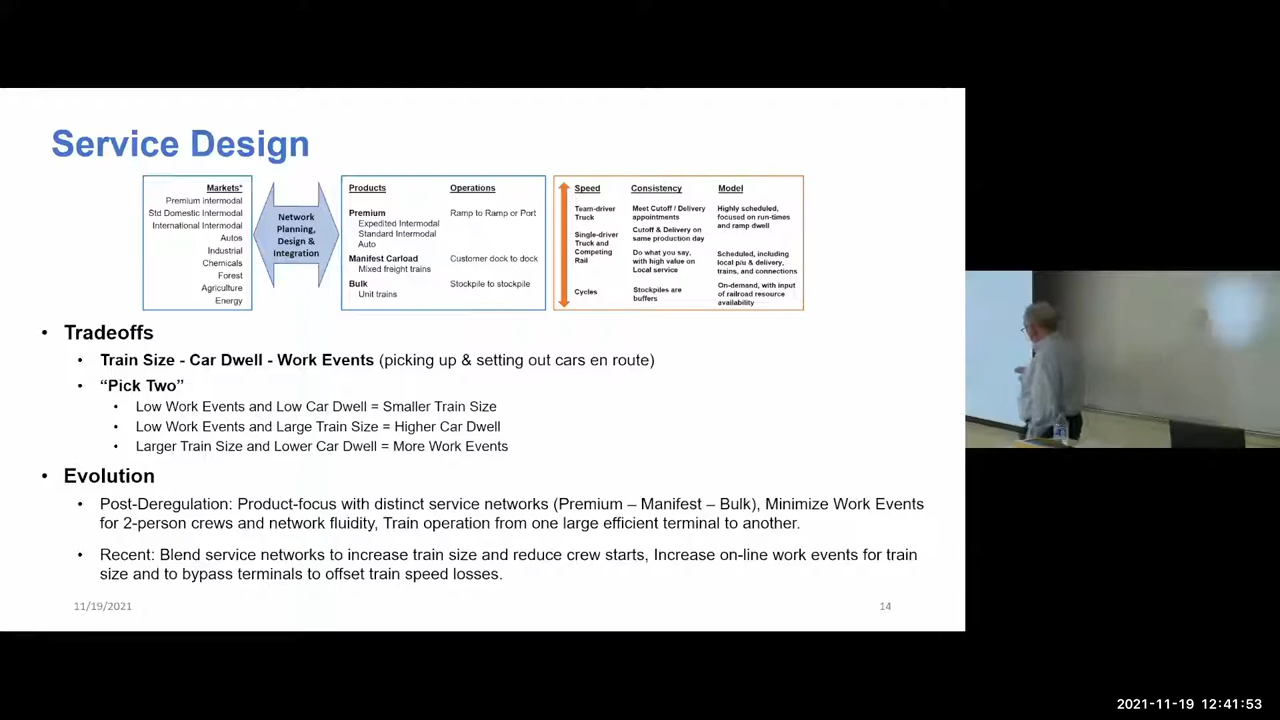 Service Design
Markets*
Premium Intermodal
Std Domestic Intermodal
International Intermodal
Autos
Industrial
Chemicals
Forest
Agriculture
Energy
Network
Planning,
Design &
Integration
Products
Operations
Premium
Ramp to Ramp or Port
Expedited Intermodal
Standard Intermodal
Auto
Manifest Carload
Customer dock to dock
Mixed freight trains
Bulk
Stockpile to stockpile
Unit trains
Speed
Team-driver
Truck
Single-driver
Truck and
Competing
Rail
Cycles
Consistency
Meet Cutoff / Delivery
appointments
Cutoff & Delivery on
same production day
Do what you say,
with high value on
Local service
Stockpiles are
buffers
Model
Highly scheduled,
focused on run-times
and ramp dwell
Scheduled, including
local p/u & delivery,
trains, and connections
On-demand, with input
of railroad resource
availability
• Tradeoffs
• Train Size - Car Dwell - Work Events (picking up & setting out cars en route)
• “Pick Two”
• Low Work Events and Low Car Dwell = Smaller Train Size
• Low Work Events and Large Train Size = Higher Car Dwell
• Larger Train Size and Lower Car Dwell = More Work Events
• Evolution
• Post-Deregulation: Product-focus with distinct service networks (Premium – Manifest – Bulk), Minimize Work Events
for 2-person crews and network fluidity, Train operation from one large efficient terminal to another.
• Recent: Blend service networks to increase train size and reduce crew starts, Increase on-line work events for train
size and to bypass terminals to offset train speed losses.
11/19/2021
14
2021-11-19 12:41:53